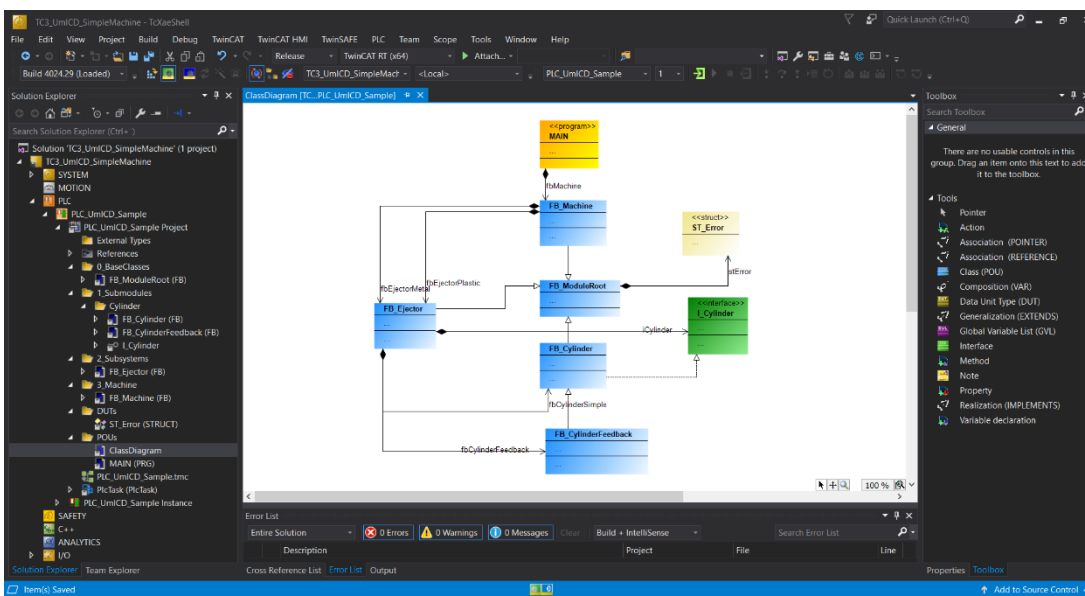 TC3_UmlCD_SimpleMachine - TcXaeShell
Quick Launch (Ctrl+Q)
File Edit View Project Build Debug TwinCAT TwinCAT HMI TwinSAFE PLC Team Scope Tools Window Help
Release TwinCAT RT (x64) Attach...
Build 4024.29 (Loaded) TC3_UmlCD_SimpleMach <Local> PLC_UmlCD_Sample 1
Solution Explorer
Search Solution Explorer (Ctrl+
Solution 'TC3_UmlCD_SimpleMachine' (1 project)
TC3_UmlCD_SimpleMachine
SYSTEM
MOTION
PLC
PLC_UmlCD_Sample
PLC_UmlCD_Sample Project
External Types
References
0_BaseClasses
FB_ModuleRoot (FB)
1_Submodules
Cylinder
FB_Cylinder (FB)
FB_CylinderFeedback (FB)
I_Cylinder
2_Subsystems
FB_Ejector (FB)
3_Machine
FB_Machine (FB)
DUTs
ST_Error (STRUCT)
POUs
ClassDiagram
MAIN (PRG)
PLC_UmlCD_Sample.tmc
PlcTask (PlcTask)
PLC_UmlCD_Sample Instance
SAFETY
C++
ANALYTICS
I/O
Solution Explorer Team Explorer
ClassDiagram [TC...PLC_UmlCD_Sample]
<<program>>
MAIN
...
fbMachine
FB_Machine
...
...
<<struct>>
ST_Error
...
stError
fbEjectorMetal
fbEjectorPlastic
FB_ModuleRoot
...
...
FB_Ejector
...
...
<<interface>>
I_Cylinder
...
...
iCylinder
FB_Cylinder
...
...
fbCylinderSimple
FB_CylinderFeedback
...
...
fbCylinderFeedback
100 %
Error List
Entire Solution 0 Errors 0 Warnings 0 Messages Clear Build + IntelliSense Search Error List
Description Project File Line
Cross Reference List Error List Output
Toolbox
Search Toolbox
General
There are no usable controls in this
group. Drag an item onto this text to add
it to the toolbox.
Tools
Pointer
Action
Association (POINTER)
Association (REFERENCE)
Class (POU)
Composition (VAR)
Data Unit Type (DUT)
Generalization (EXTENDS)
Global Variable List (GVL)
Interface
Method
Note
Property
Realization (IMPLEMENTS)
Variable declaration
Properties Toolbox
Item(s) Saved
Add to Source Control